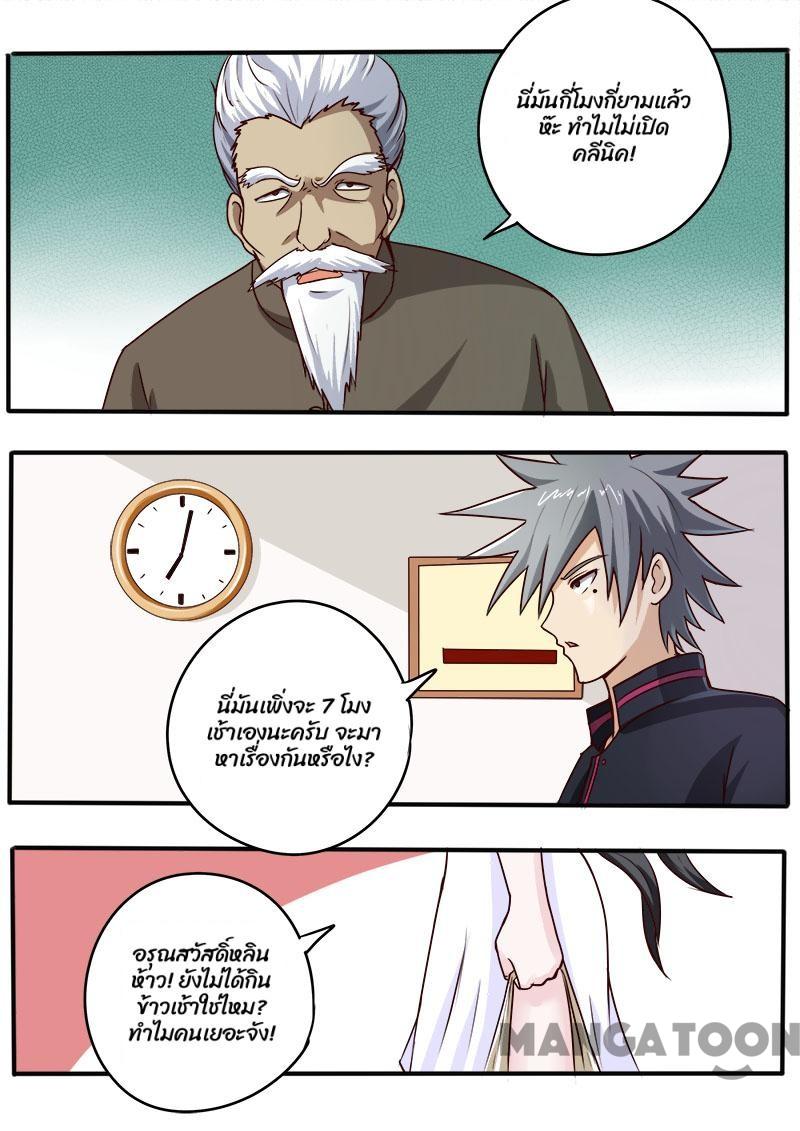 นี่มันกี่โมงกี่ยามแล้ว
ห๊ะ ทำไมไม่เปิด
คลีนิค!
นี่มันเพิ่งจะ 7 โมง
เช้าเองนะครับ จะมา
หาเรื่องกันหรือไง?
อรุณสวัสดิ์หลิน
ห้าว! ยังไม่ได้กิน
ข้าวเช้าใช่ไหม?
ทำไมคนเยอะจัง!
MANGATOON